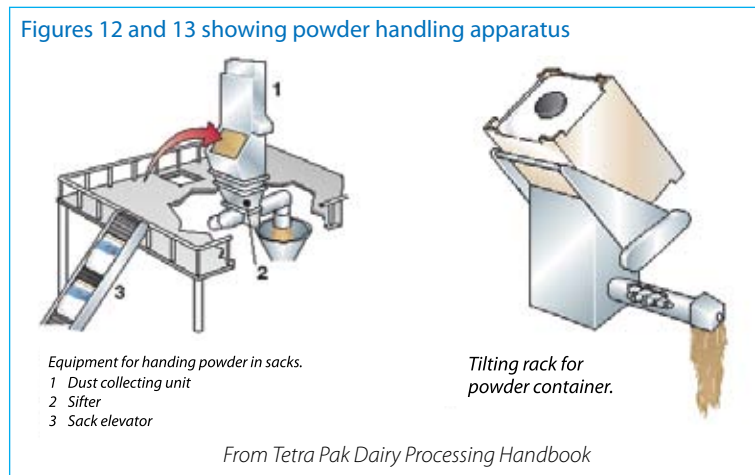 Figures 12 and 13 showing powder handling apparatus
1
2
3
Equipment for handing powder in sacks.
1 Dust collecting unit
2 Sifter
3 Sack elevator
Tilting rack for
powder container.
From Tetra Pak Dairy Processing Handbook